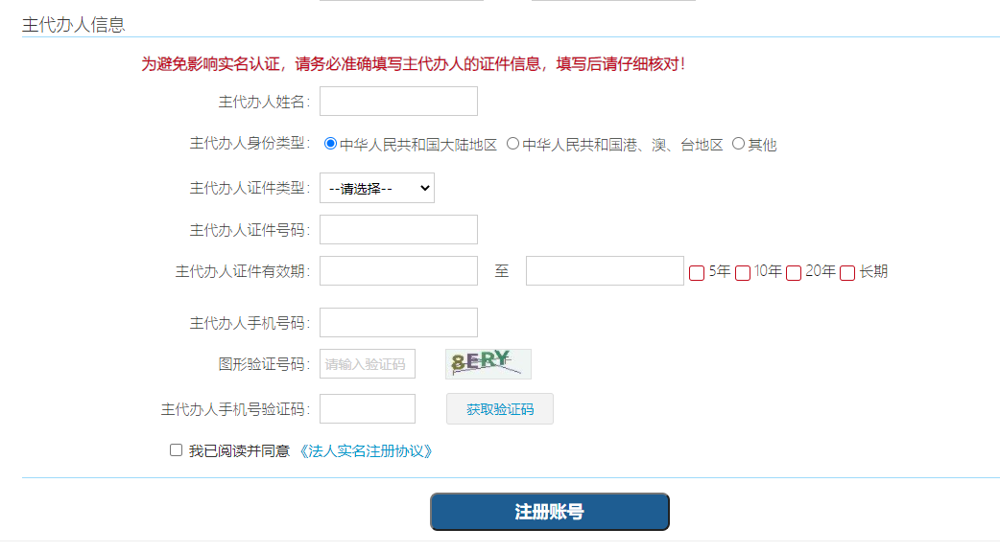 主代办人信息
为避免影响实名认证，请务必准确填写主代办人的证件信息，填写后请仔细核对！
主代办人姓名：
主代办人身份类型： 中华人民共和国大陆地区 中华人民共和国港、澳、台地区 其他
主代办人证件类型： --请选择--
主代办人证件号码：
主代办人证件有效期： 至 5年 10年 20年 长期
主代办人手机号码：
图形验证号码： 请输入验证码 8ERY
主代办人手机号验证码： 获取验证码
我已阅读并同意 《法人实名注册协议》
注册账号